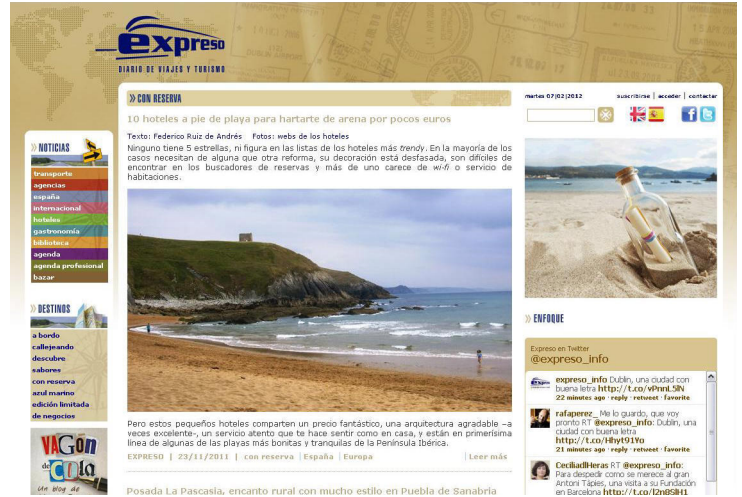 expreso
DIARIO DE VIAJES Y TURISMO
» CON RESERVA
10 hoteles a pie de playa para hartarte de arena por pocos euros
Texto: Federico Ruiz de Andrés Fotos: webs de los hoteles
Ninguno tiene 5 estrellas, ni figura en las listas de los hoteles más trendy. En la mayoría de los
casos necesitan de alguna que otra reforma, su decoración está desfasada, son difíciles de
encontrar en los buscadores de reservas y más de uno carece de wi-fi o servicio de
habitaciones.
Pero estos pequeños hoteles comparten un precio fantástico, una arquitectura agradable –a
veces excelente-, un servicio atento que te hace sentir como en casa, y están en primerísima
línea de algunas de las playas más bonitas y tranquilas de la Península Ibérica.
EXPRESO | 23/11/2011 | con reserva | España | Europa | Leer más
Posada La Pascasia, encanto rural con mucho estilo en Puebla de Sanabria
» NOTICIAS
transporte
agencias
españa
internacional
hoteles
gastronomía
biblioteca
agenda
agenda profesional
bazar
» DESTINOS
a bordo
callejeando
descubre
sabores
con reserva
azul marino
edición limitada
de negocios
VAGÓN
de COLA
Un blog de
martes 07|02|2012 suscribirse | acceder | contactar
» ENFOQUE
Expreso en Twitter
@expreso_info
expreso_info Dublín, una ciudad con
buena letra http://t.co/vPnnL5lN
22 minutes ago · reply · retweet · favorite
rafaperez_ Me lo guardo, que voy
pronto RT @expreso_info: Dublín, una
ciudad con buena letra
http://t.co/Hhyt91Yo
21 minutes ago · reply · retweet · favorite
CeciliadlHeras RT @expreso_info:
Para despedir como se merece al gran
Antoni Tàpies, una visita a su Fundación
en Barcelona